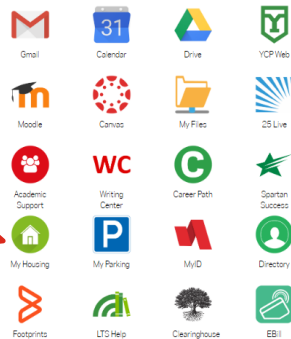 31
Gmail Calendar Drive YCP Web
Moodle Canvas My Files 25 Live
WC C
Academic Support Writing Center Career Path Spartan Success
P
My Housing My Parking MyID Directory
Footprints LTS Help Clearinghouse EBill